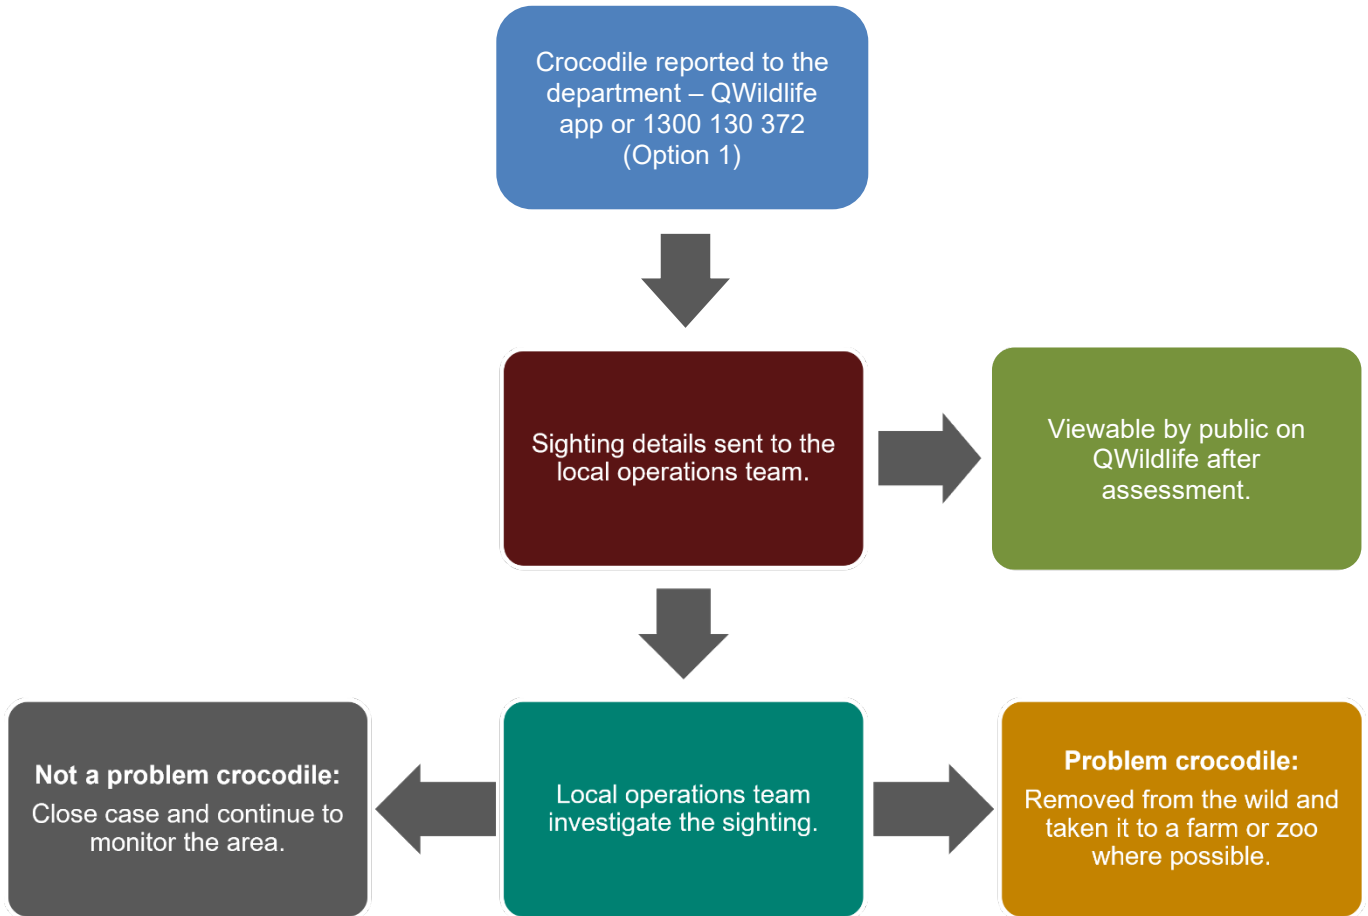 Crocodile reported to the
department – QWildlife
app or 1300 130 372
(Option 1)
Sighting details sent to the
local operations team.
Viewable by public on
QWildlife after
assessment.
Not a problem crocodile:
Close case and continue to
monitor the area.
Local operations team
investigate the sighting.
Problem crocodile:
Removed from the wild and
taken it to a farm or zoo
where possible.